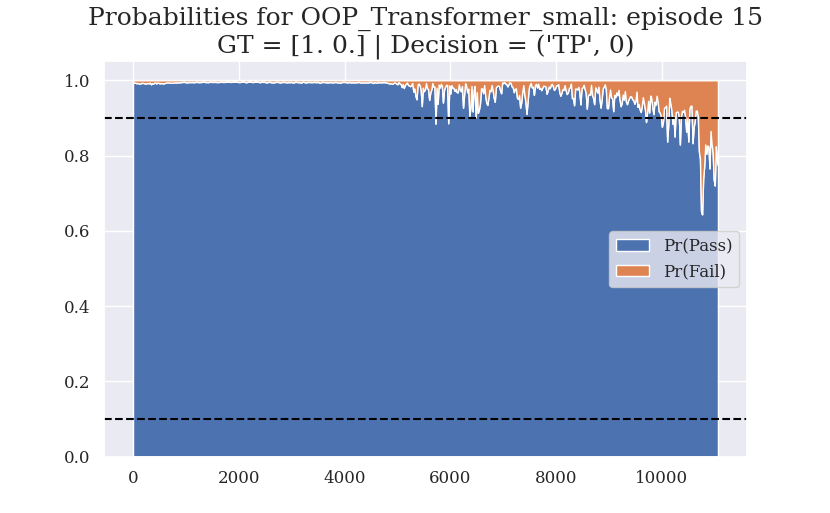 Probabilities for OOP_Transformer_small: episode 15
GT = [1. 0.] | Decision = ('TP', 0)
1.0
0.8
0.6
0.4
0.2
0.0
Pr(Pass)
Pr(Fail)
0 2000 4000 6000 8000 10000